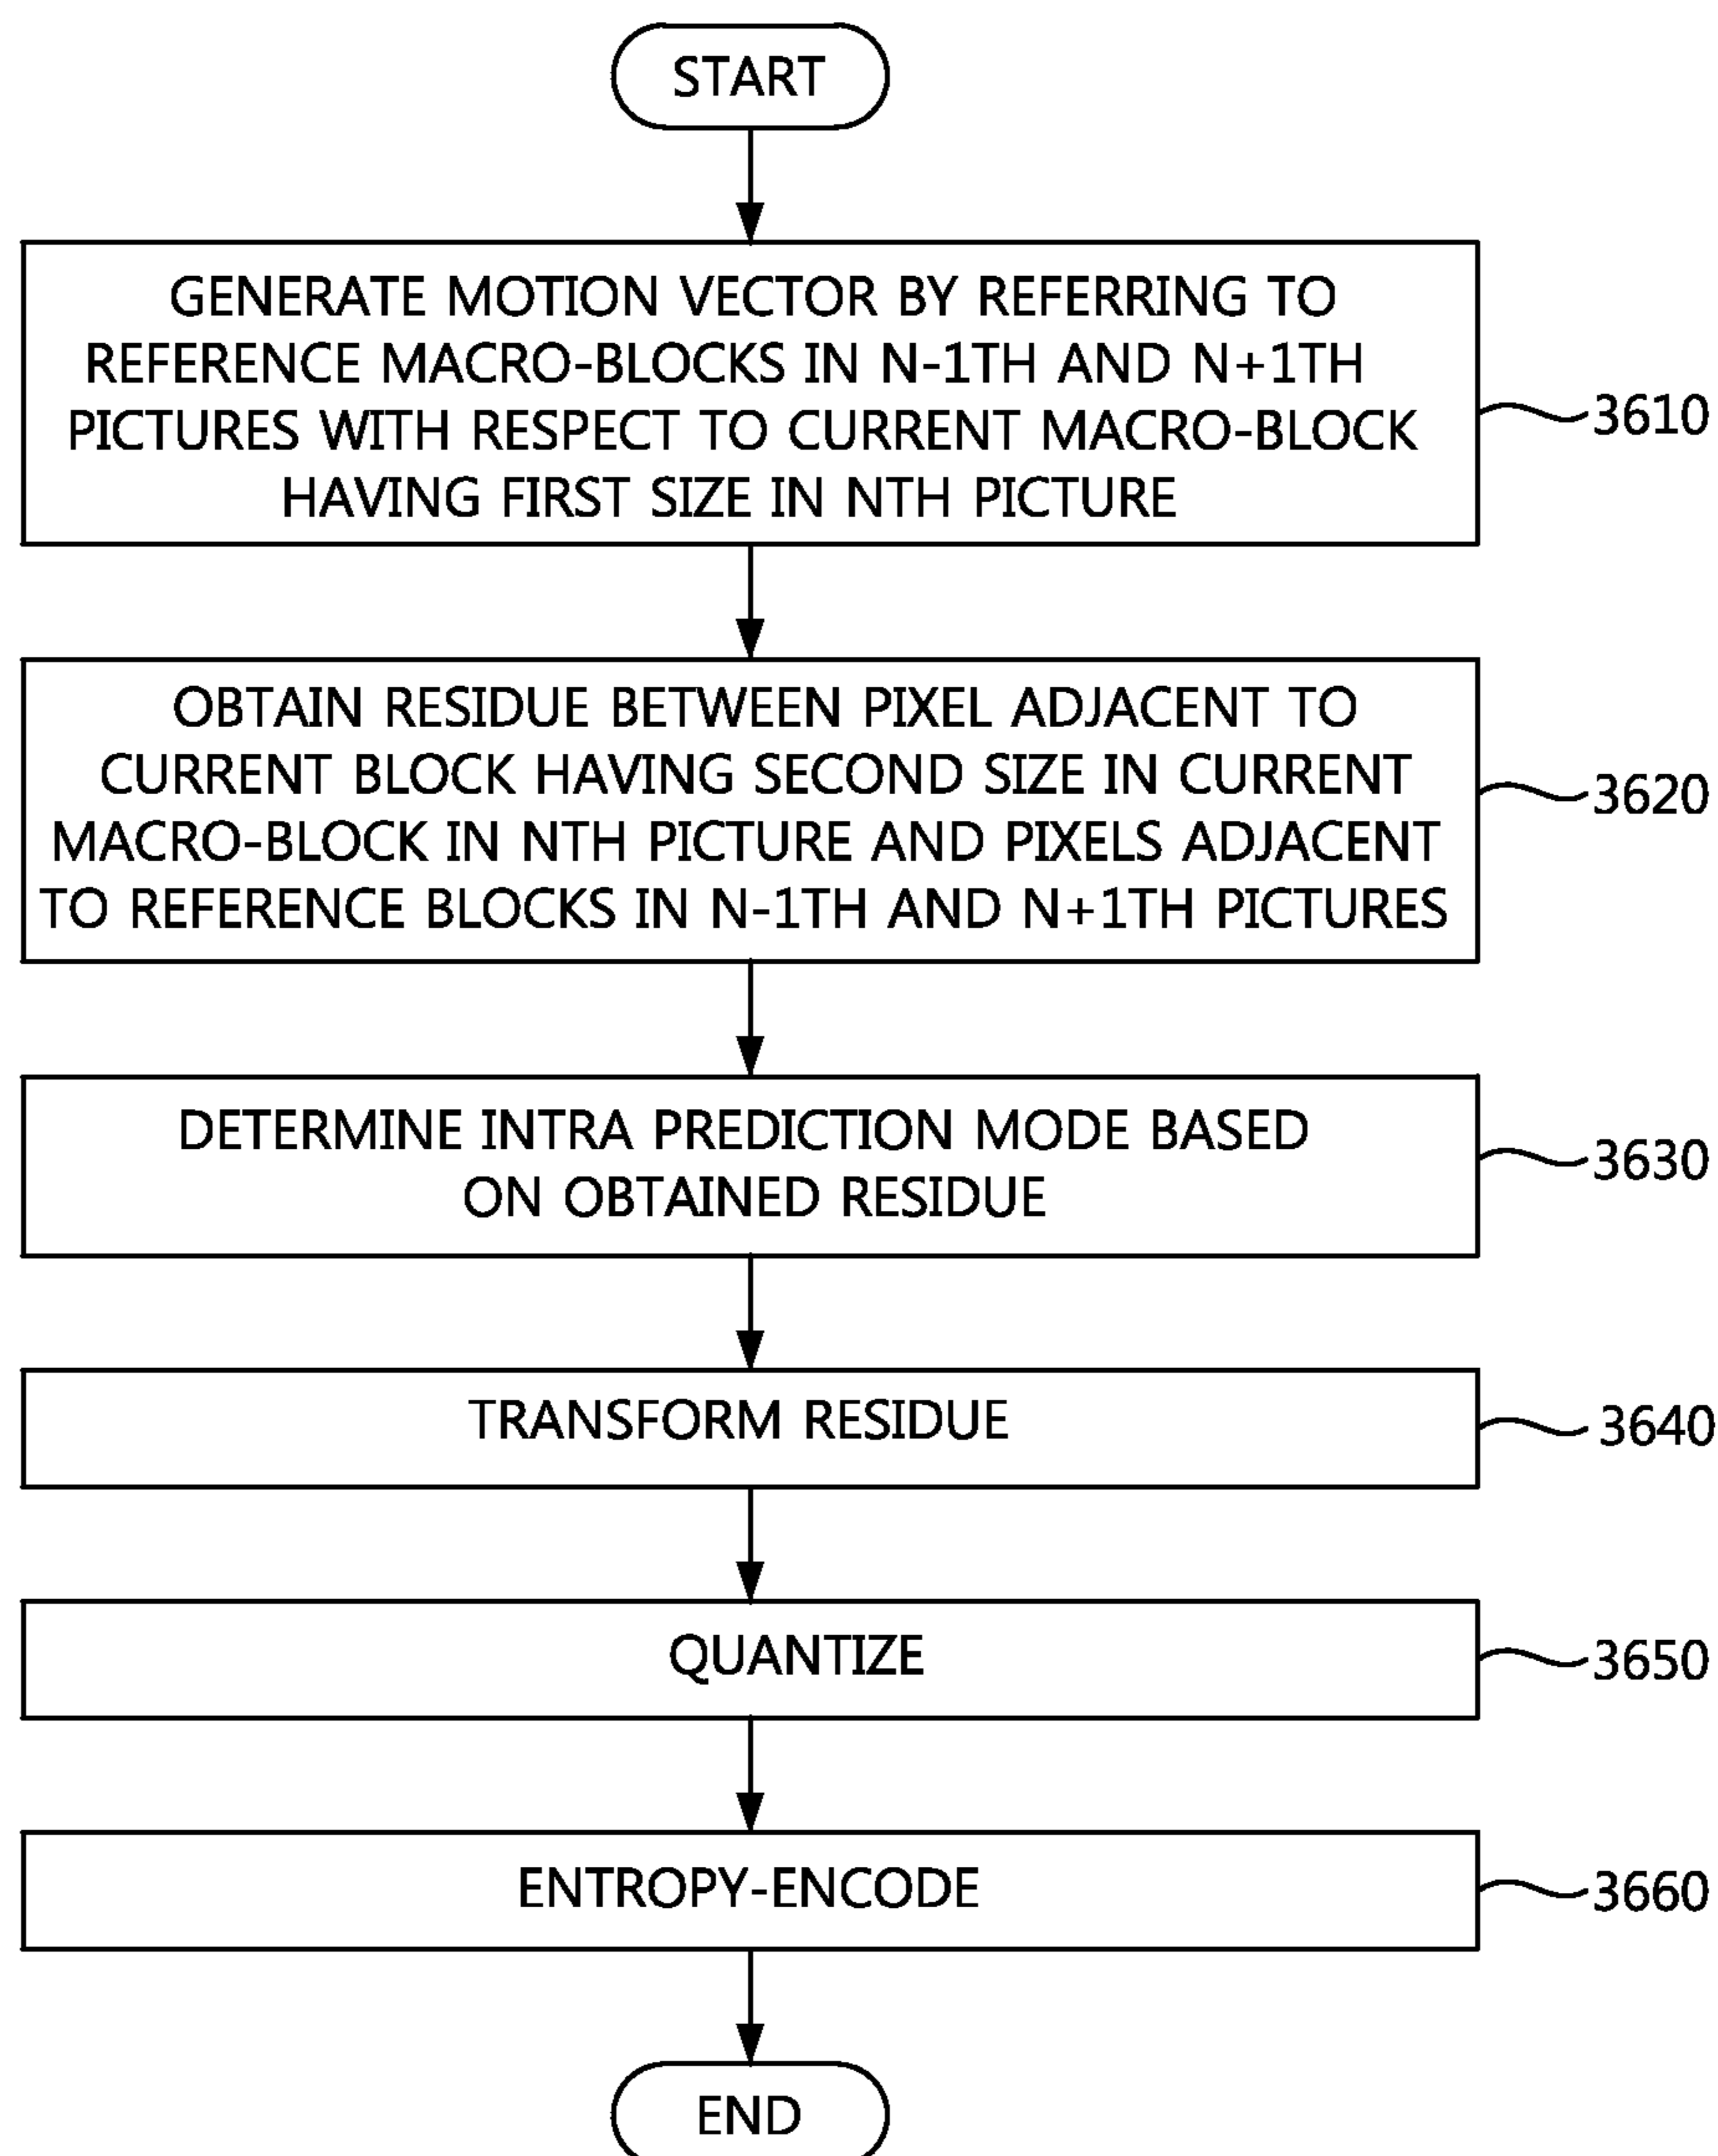 START
GENERATE MOTION VECTOR BY REFERRING TO
REFERENCE MACRO-BLOCKS IN N-1TH AND N+1TH
PICTURES WITH RESPECT TO CURRENT MACRO-BLOCK
HAVING FIRST SIZE IN NTH PICTURE
3610
OBTAIN RESIDUE BETWEEN PIXEL ADJACENT TO
CURRENT BLOCK HAVING SECOND SIZE IN CURRENT
MACRO-BLOCK IN NTH PICTURE AND PIXELS ADJACENT
TO REFERENCE BLOCKS IN N-1TH AND N+1TH PICTURES
3620
DETERMINE INTRA PREDICTION MODE BASED
ON OBTAINED RESIDUE
3630
TRANSFORM RESIDUE
3640
QUANTIZE
3650
ENTROPY-ENCODE
3660
END